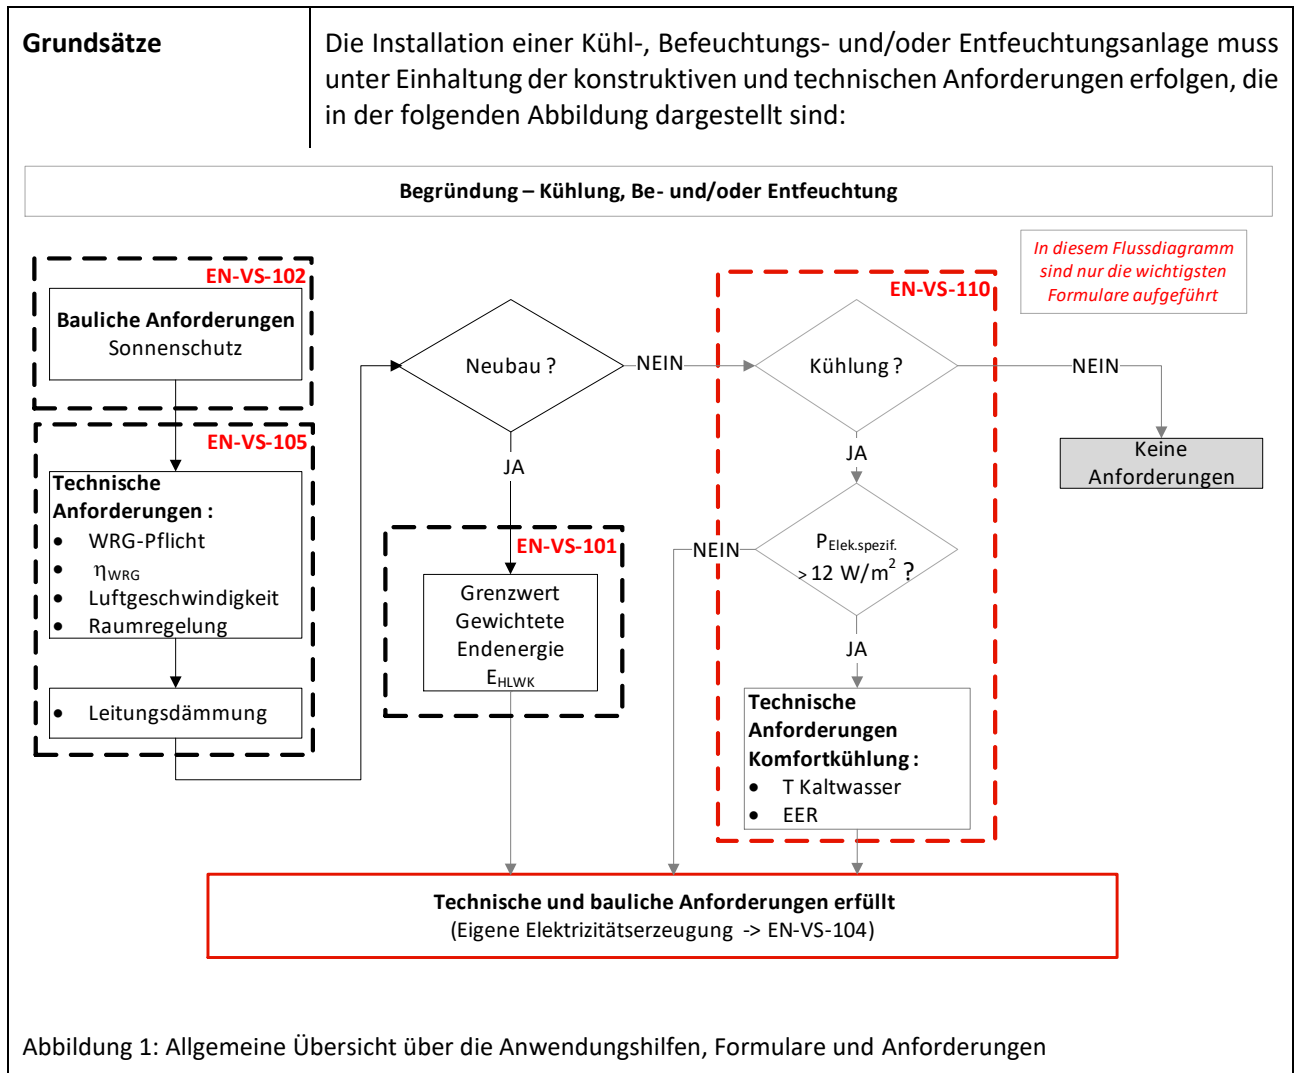 Grundsätze
Die Installation einer Kühl-, Befeuchtungs- und/oder Entfeuchtungsanlage muss
unter Einhaltung der konstruktiven und technischen Anforderungen erfolgen, die
in der folgenden Abbildung dargestellt sind:
Begründung – Kühlung, Be- und/oder Entfeuchtung
In diesem Flussdiagramm
sind nur die wichtigsten
Formulare aufgeführt
EN-VS-102
Bauliche Anforderungen
Sonnenschutz
EN-VS-105
Technische
Anforderungen :
• WRG-Pflicht
• ηWRG
• Luftgeschwindigkeit
• Raumregelung
• Leitungsdämmung
Neubau ?
NEIN
JA
EN-VS-101
Grenzwert
Gewichtete
Endenergie
EHLWK
EN-VS-110
Kühlung ?
NEIN
Keine
Anforderungen
JA
PElek.spezif.
> 12 W/m² ?
NEIN
JA
Technische
Anforderungen
Komfortkühlung :
• T Kaltwasser
• EER
Technische und bauliche Anforderungen erfüllt
(Eigene Elektrizitätserzeugung -> EN-VS-104)
Abbildung 1: Allgemeine Übersicht über die Anwendungshilfen, Formulare und Anforderungen